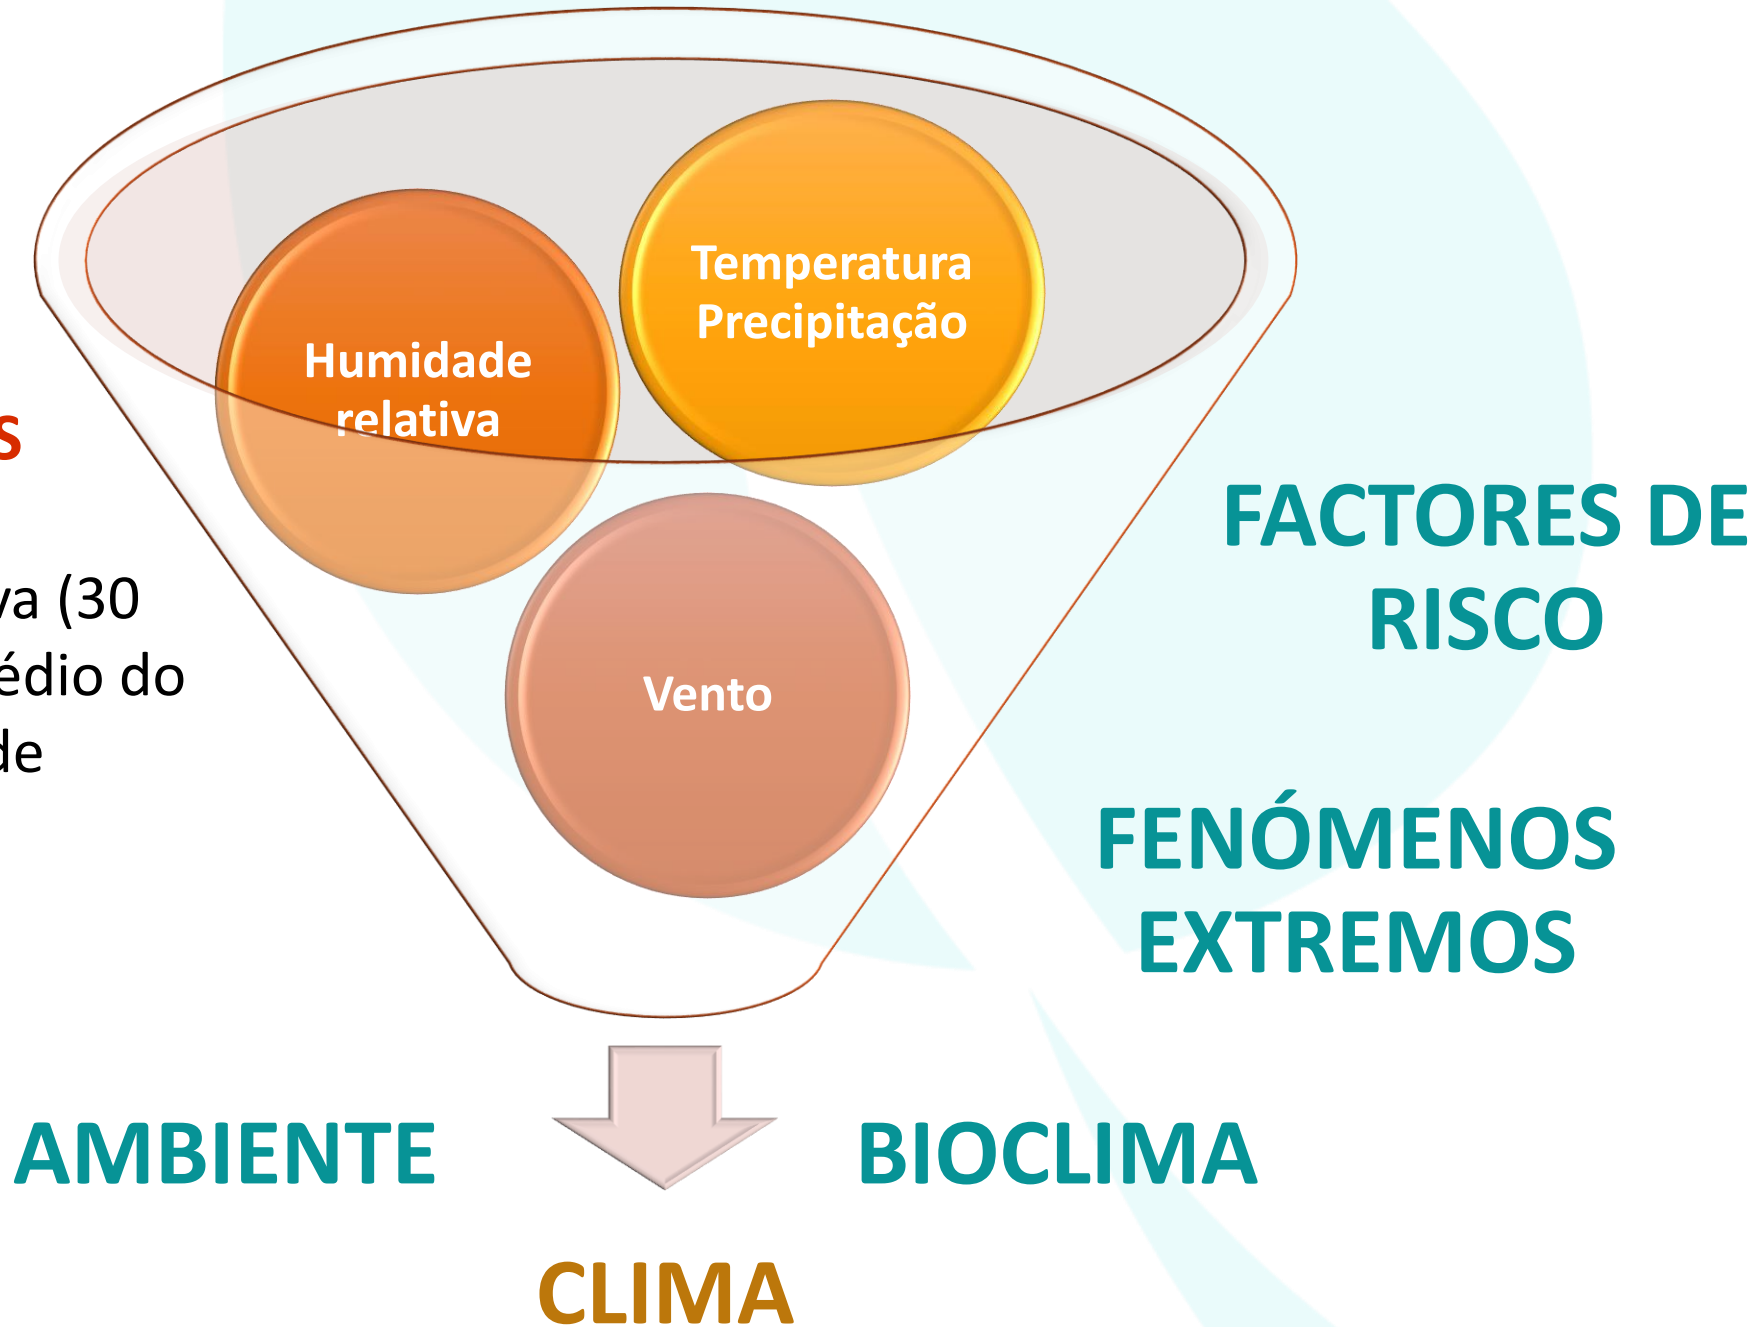 Temperatura
Precipitação
Humidade
relativa
S
va (30
édio do
de
Vento
FACTORES DE
RISCO
FENÓMENOS
EXTREMOS
AMBIENTE
BIOCLIMA
CLIMA